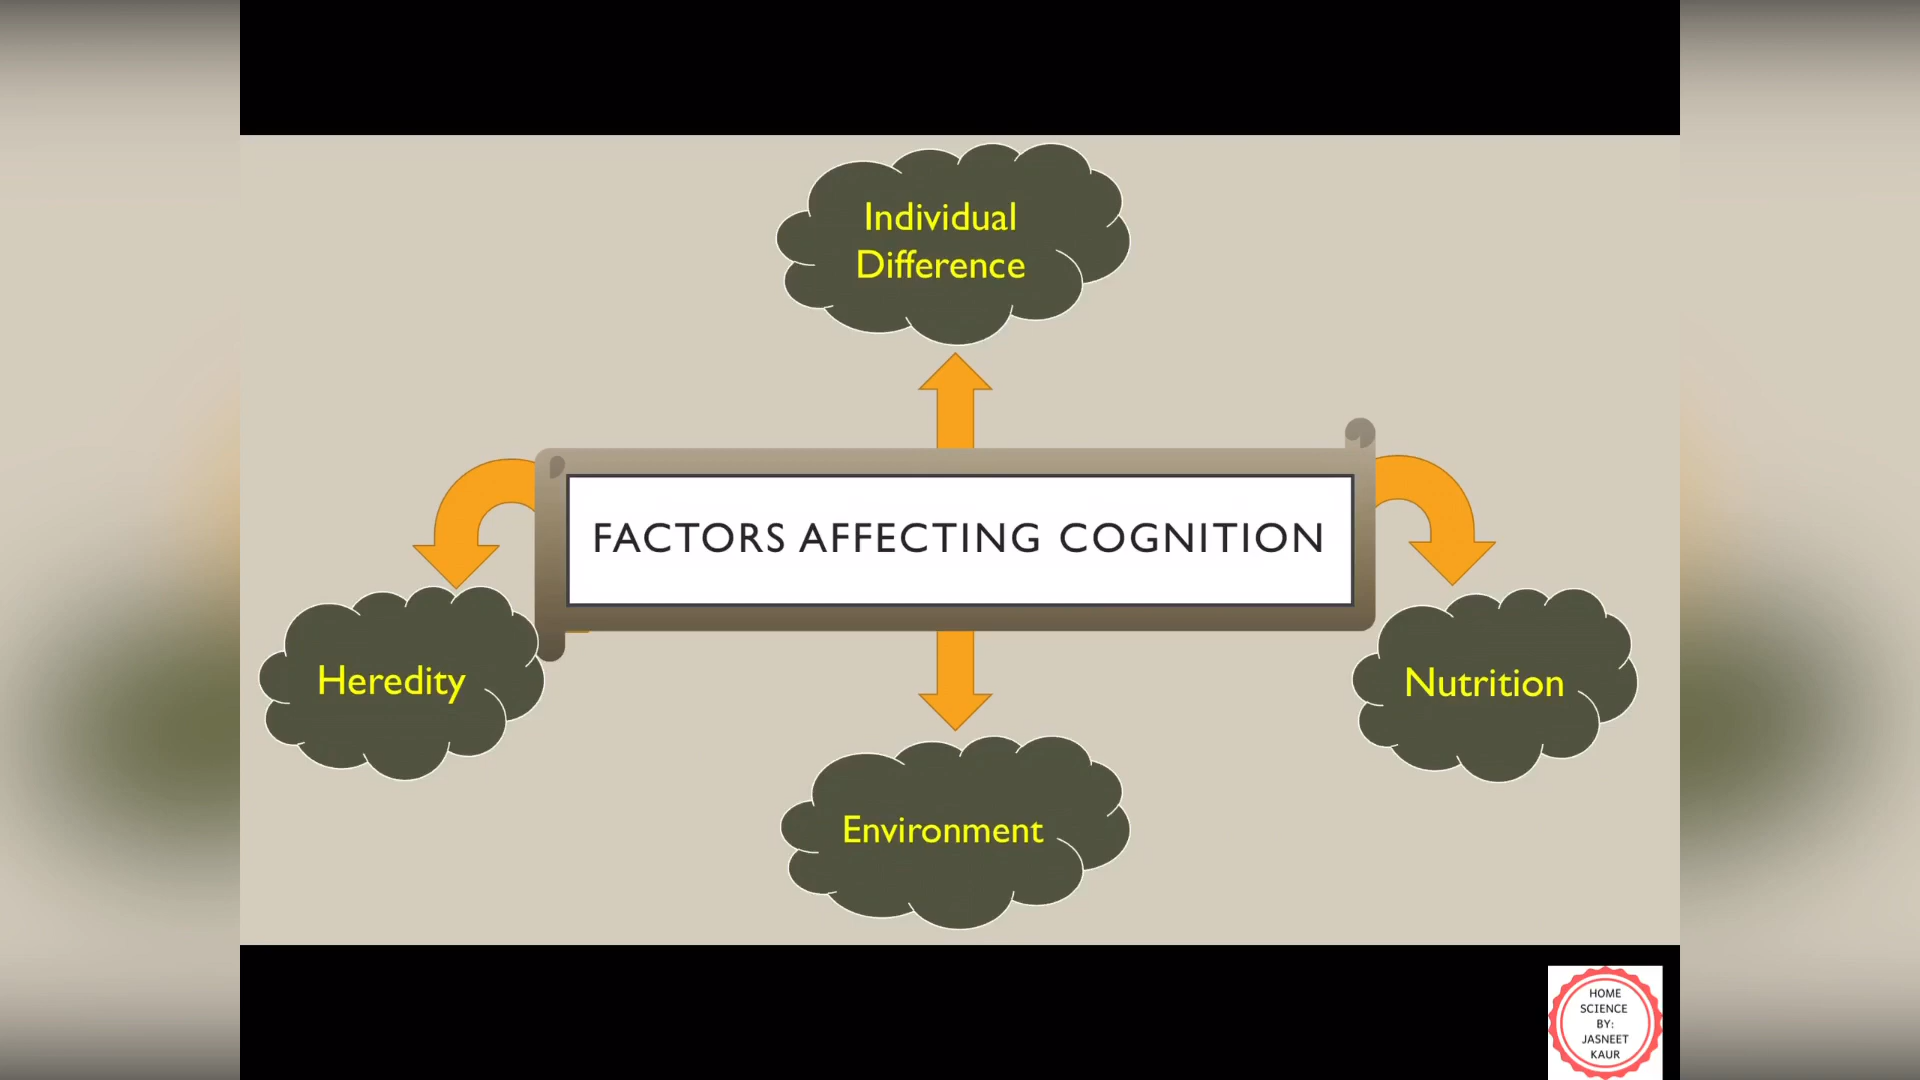 Individual
Difference
FACTORS AFFECTING COGNITION
Heredity
Nutrition
Environment
HOME
SCIENCE
BY:
JASNEET
KAUR